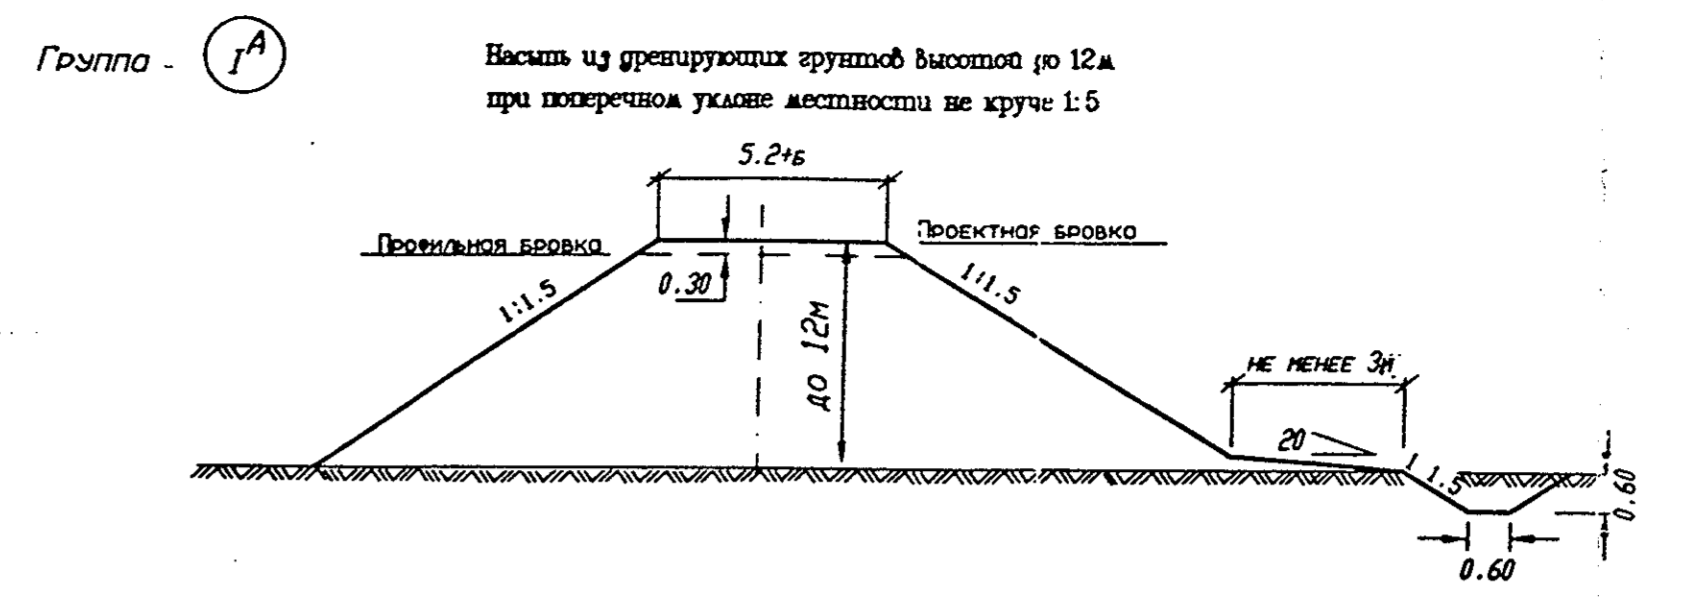 Группа - I^А
Насыпь из дренирующих грунтов высотой до 12м
при поперечном уклоне местности не круче 1:5
5.2+Б
Профильная бровка
Проектная бровка
0.30
1:1.5
1:1.5
до 12м
не менее 3м
20
1 1.5
0.60
0.60